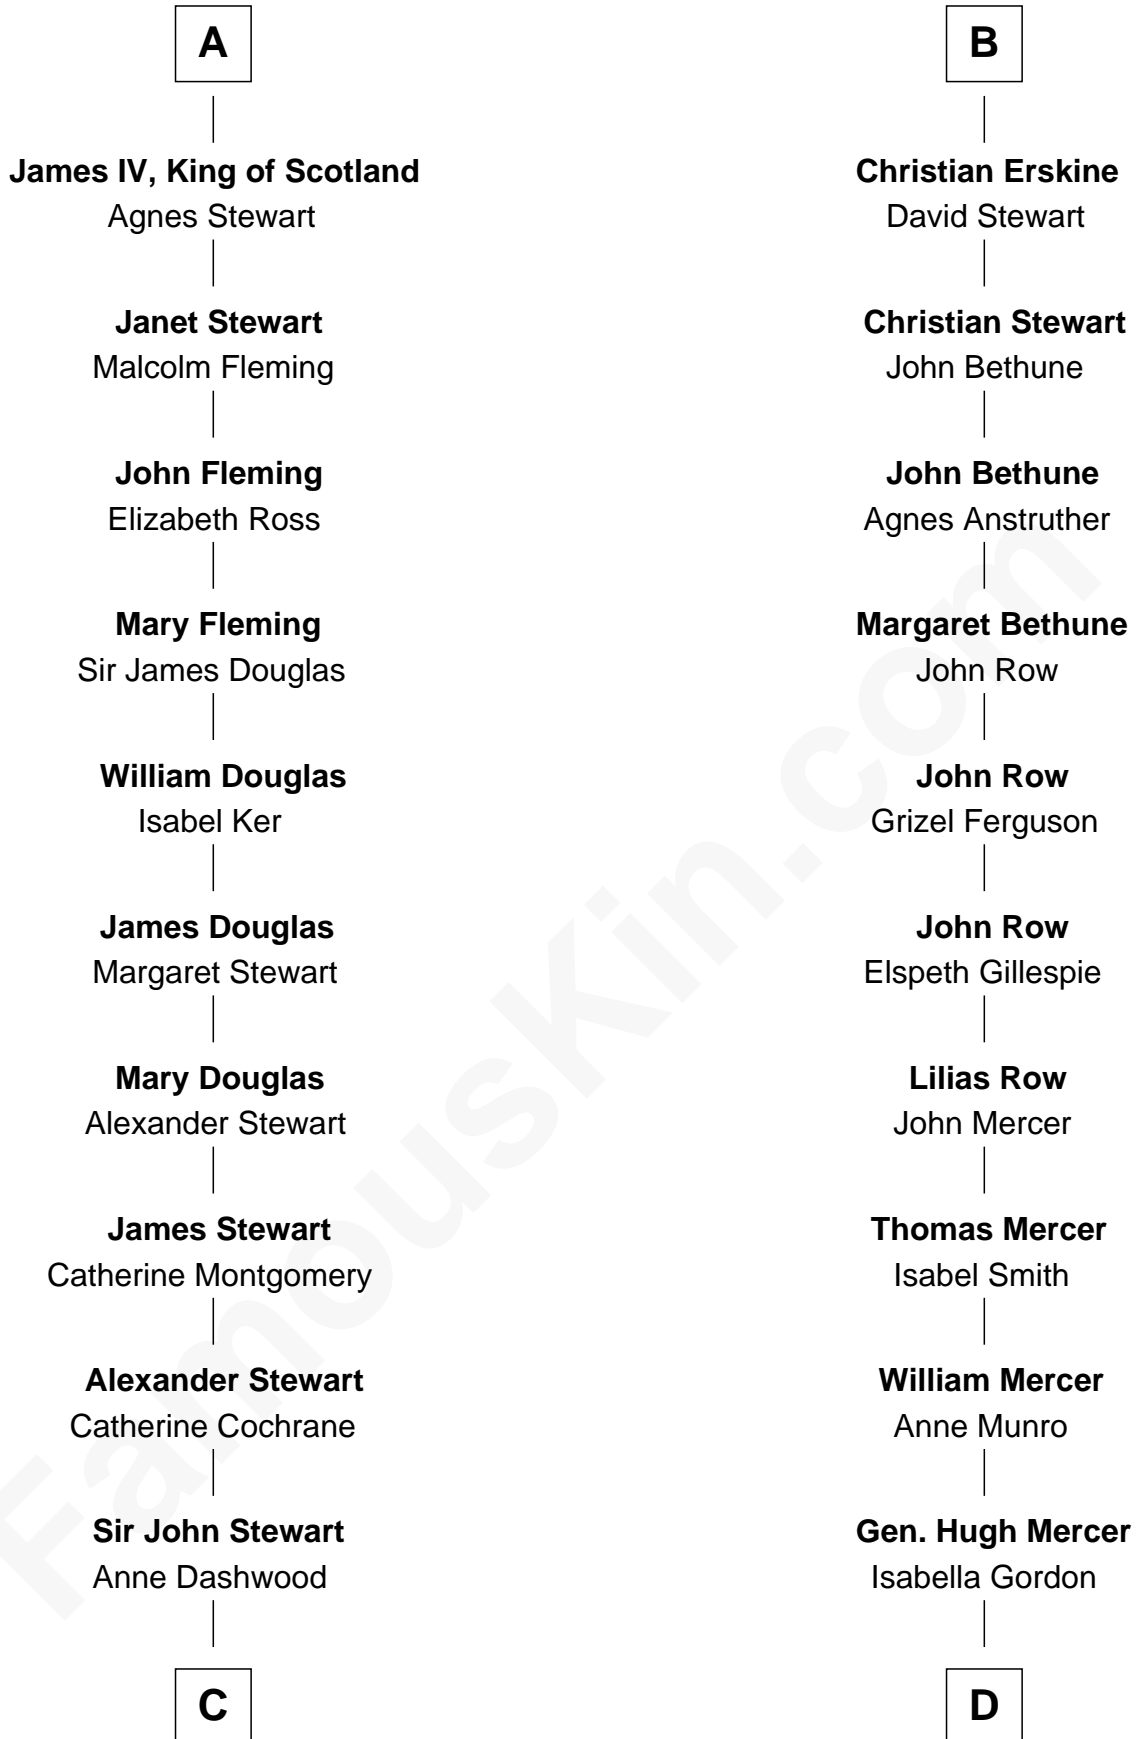 A
James IV, King of Scotland
Agnes Stewart
Janet Stewart
Malcolm Fleming
John Fleming
Elizabeth Ross
Mary Fleming
Sir James Douglas
William Douglas
Isabel Ker
James Douglas
Margaret Stewart
Mary Douglas
Alexander Stewart
James Stewart
Catherine Montgomery
Alexander Stewart
Catherine Cochrane
Sir John Stewart
Anne Dashwood
C
B
Christian Erskine
David Stewart
Christian Stewart
John Bethune
John Bethune
Agnes Anstruther
Margaret Bethune
John Row
John Row
Grizel Ferguson
John Row
Elspeth Gillespie
Lilias Row
John Mercer
Thomas Mercer
Isabel Smith
William Mercer
Anne Munro
Gen. Hugh Mercer
Isabella Gordon
D
FamousKin.com